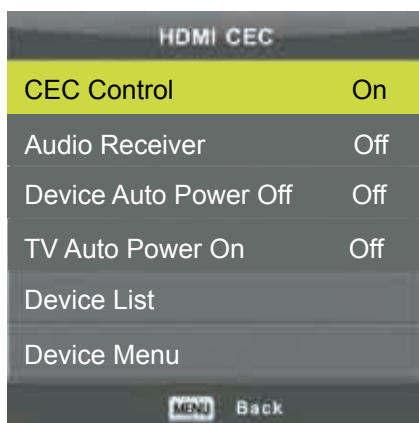 HDMI CEC
CEC Control On
Audio Receiver Off
Device Auto Power Off Off
TV Auto Power On Off
Device List
Device Menu
MENU Back